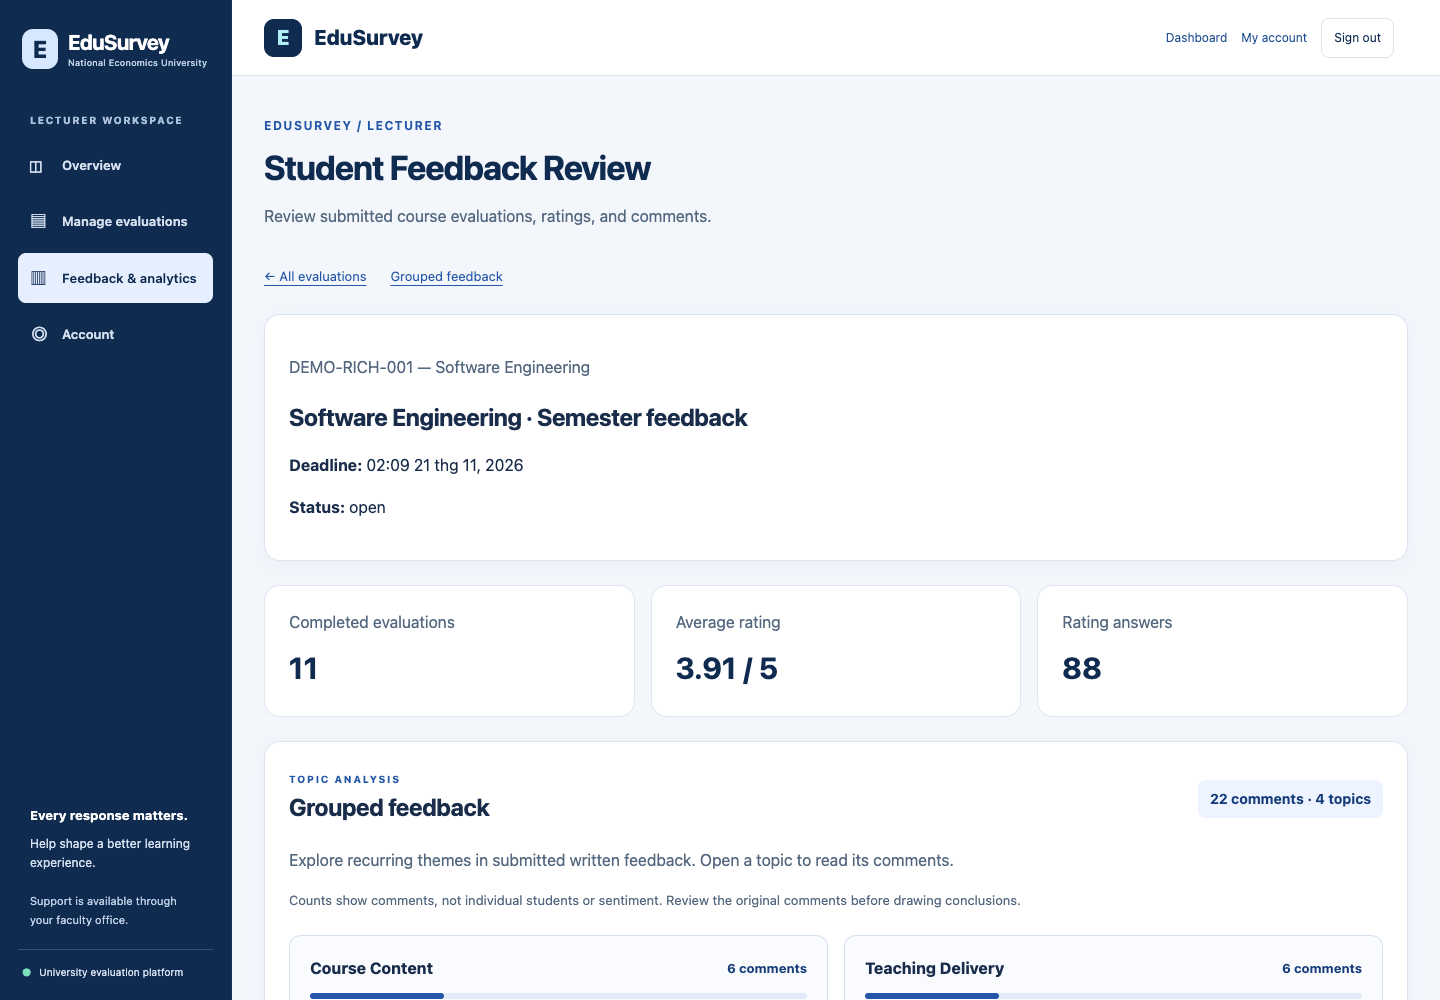 E
EduSurvey
National Economics University
LECTURER WORKSPACE
Overview
Manage evaluations
Feedback & analytics
Account
Every response matters.
Help shape a better learning
experience.
Support is available through
your faculty office.
University evaluation platform
E
EduSurvey
Dashboard
My account
Sign out
EDUSURVEY / LECTURER
Student Feedback Review
Review submitted course evaluations, ratings, and comments.
← All evaluations
Grouped feedback
DEMO-RICH-001 — Software Engineering
Software Engineering · Semester feedback
Deadline: 02:09 21 thg 11, 2026
Status: open
Completed evaluations
11
Average rating
3.91 / 5
Rating answers
88
TOPIC ANALYSIS
Grouped feedback
22 comments · 4 topics
Explore recurring themes in submitted written feedback. Open a topic to read its comments.
Counts show comments, not individual students or sentiment. Review the original comments before drawing conclusions.
Course Content
6 comments
Teaching Delivery
6 comments